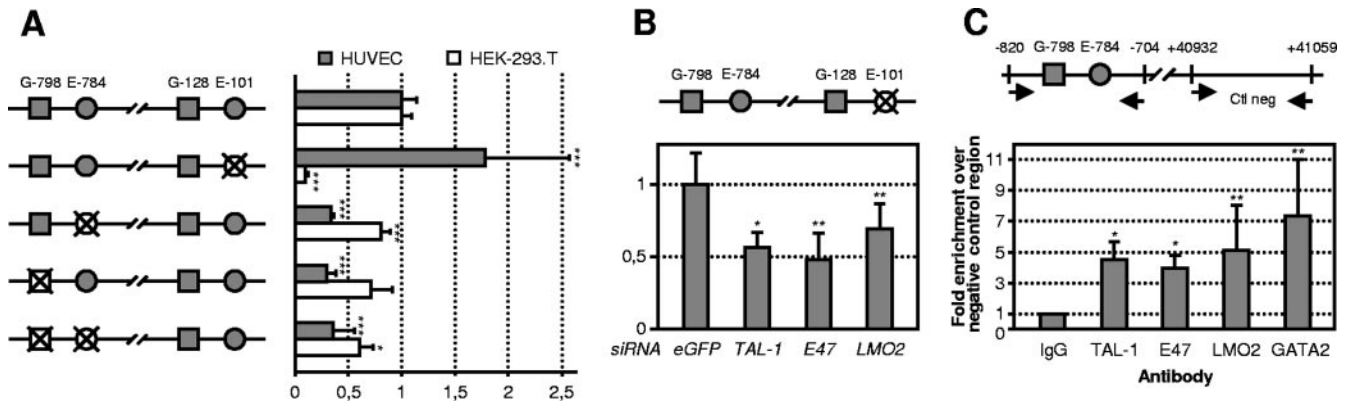 A
HUVEC HEK-293.T
G-798 E-784 G-128 E-101
***
***
***
***
***
***
*
0 0,5 1 1,5 2 2,5
B
G-798 E-784 G-128 E-101
1
0,5
0
* ** **
siRNA eGFP TAL-1 E47 LMO2
C
-820 G-798 E-784 -704 +40932 +41059
Ctl neg
Fold enrichment over
negative control region
11
9
7
5
3
1
0
* * ** **
IgG TAL-1 E47 LMO2 GATA2
Antibody